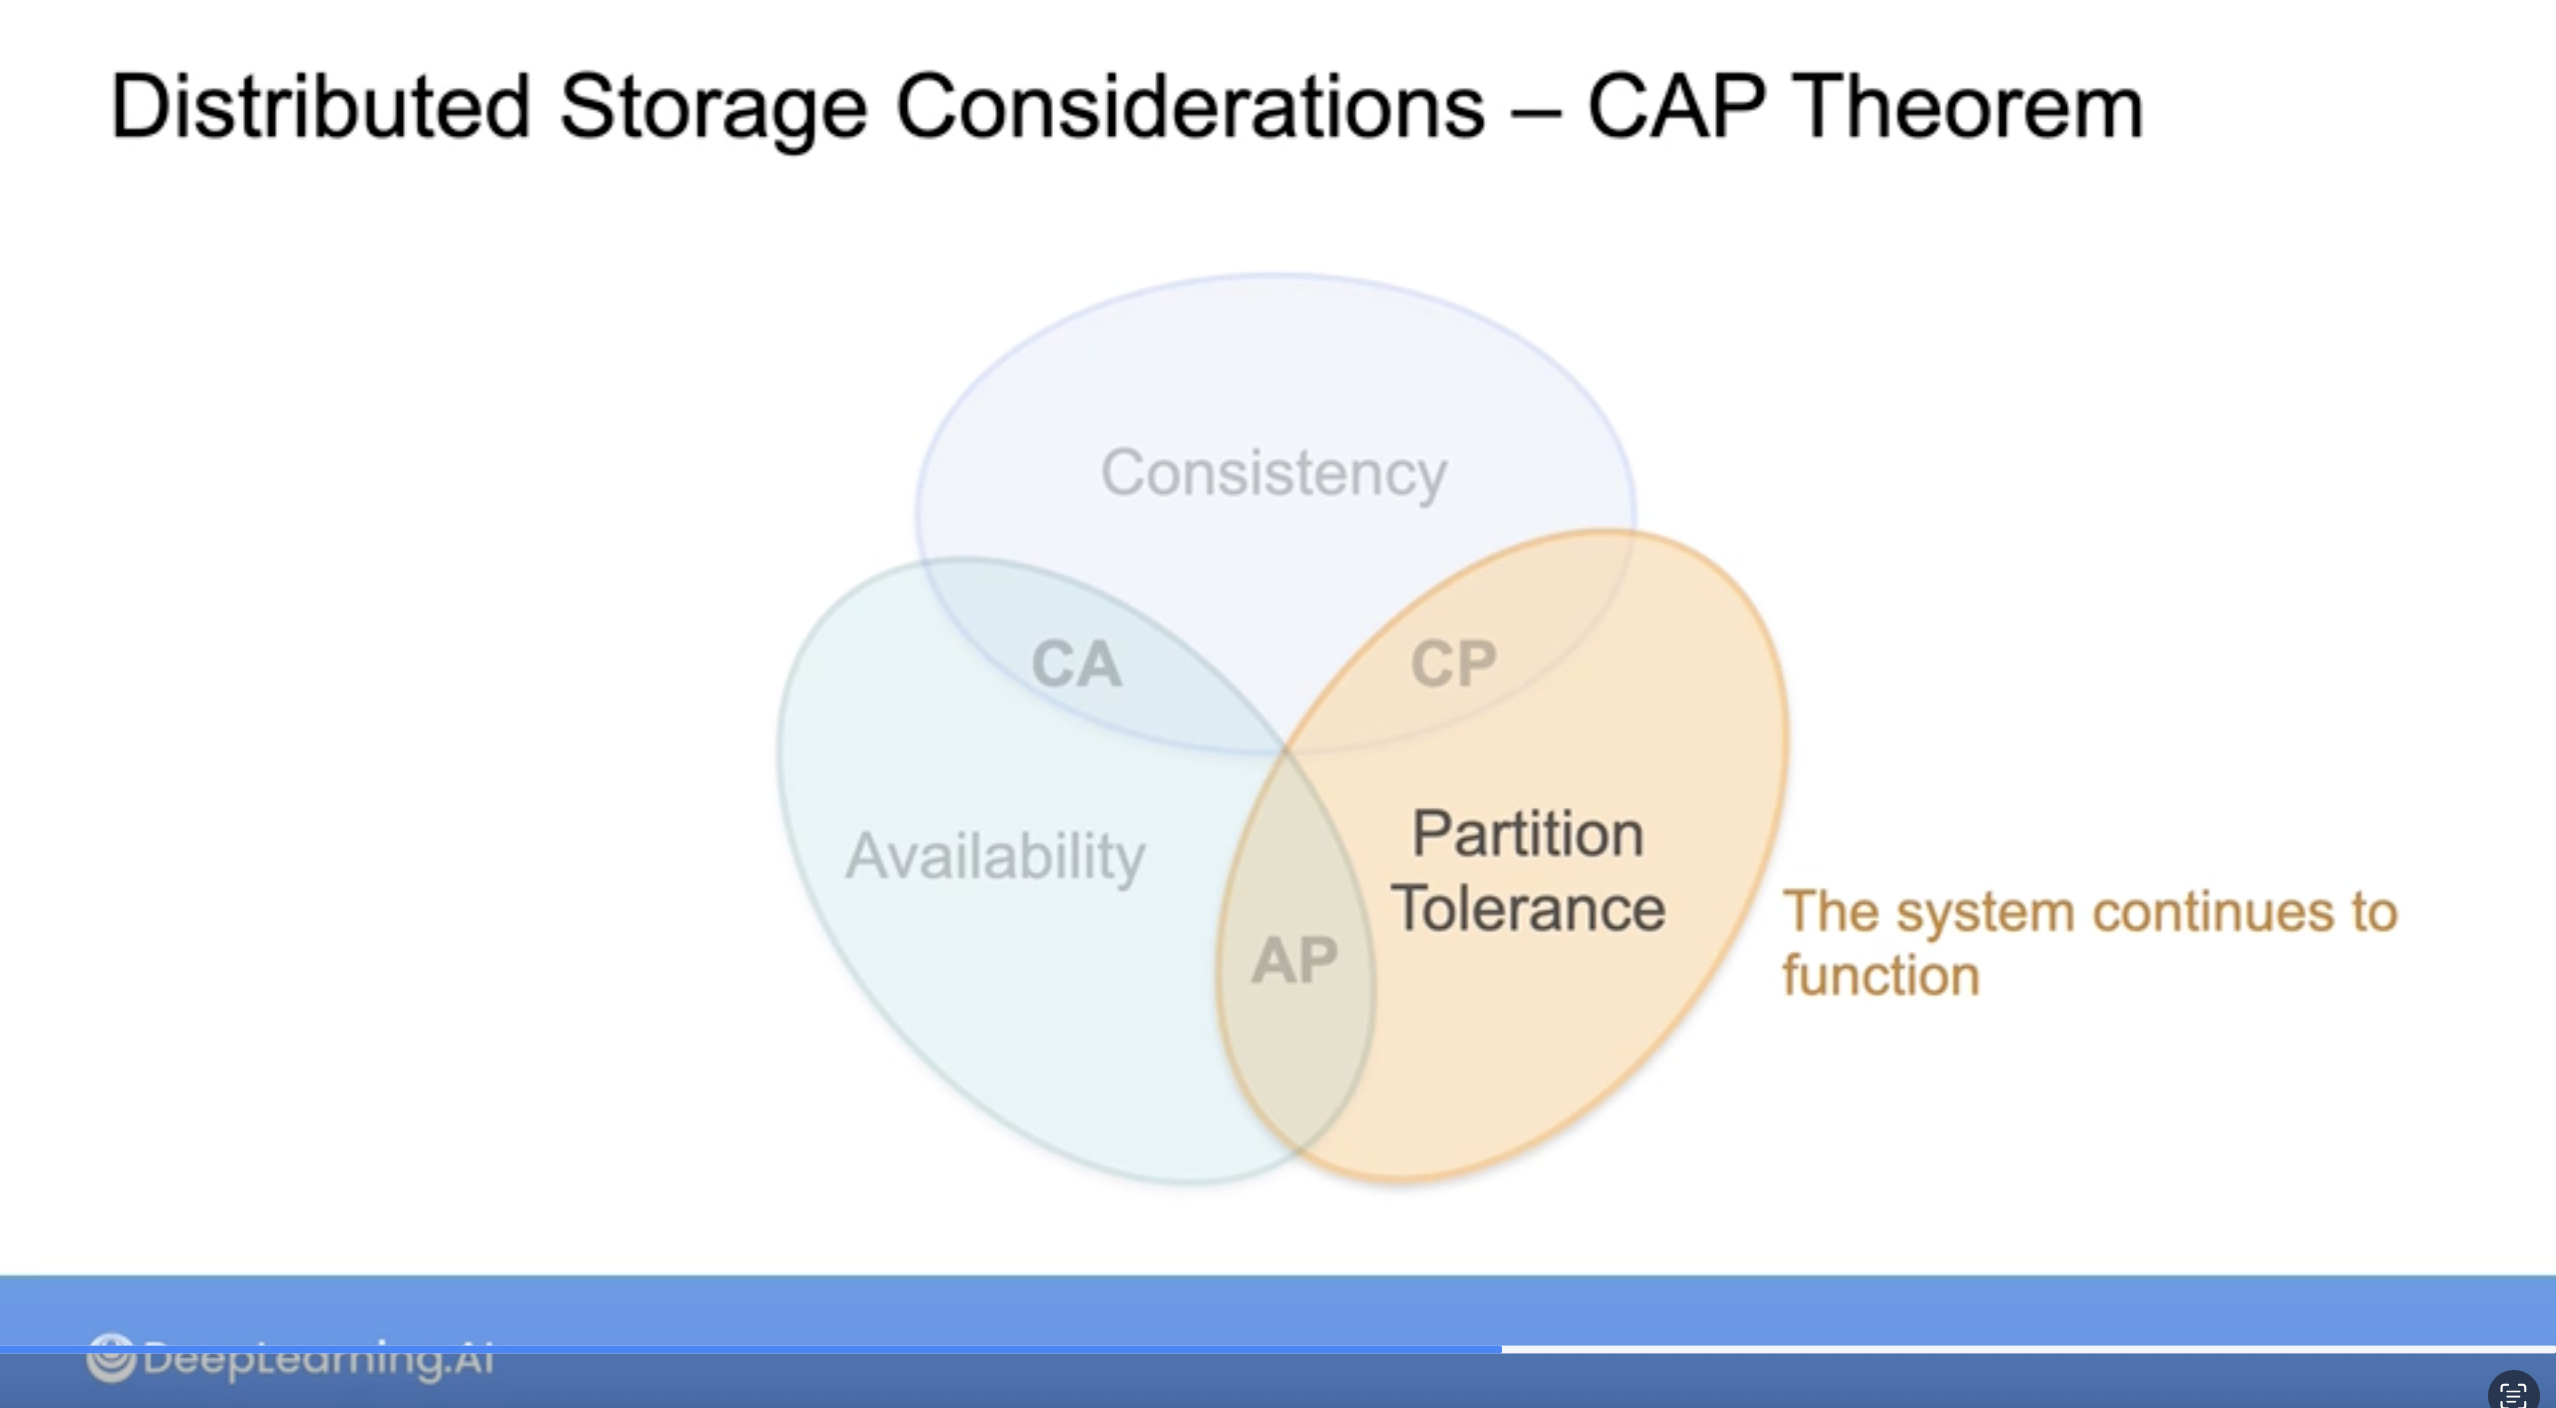 Distributed Storage Considerations – CAP Theorem
Consistency
CA
CP
Availability
Partition
Tolerance
AP
The system continues to
function
DeepLearning.AI